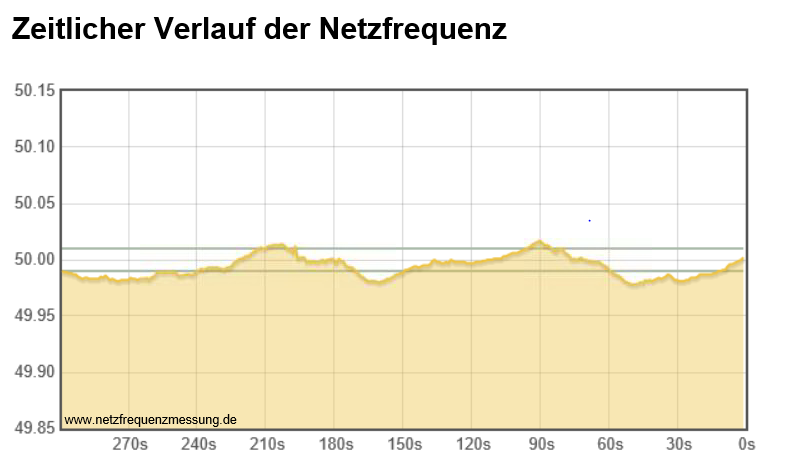 Zeitlicher Verlauf der Netzfrequenz
50.15
50.10
50.05
50.00
49.95
49.90
49.85
www.netzfrequenzmessung.de
270s 240s 210s 180s 150s 120s 90s 60s 30s 0s